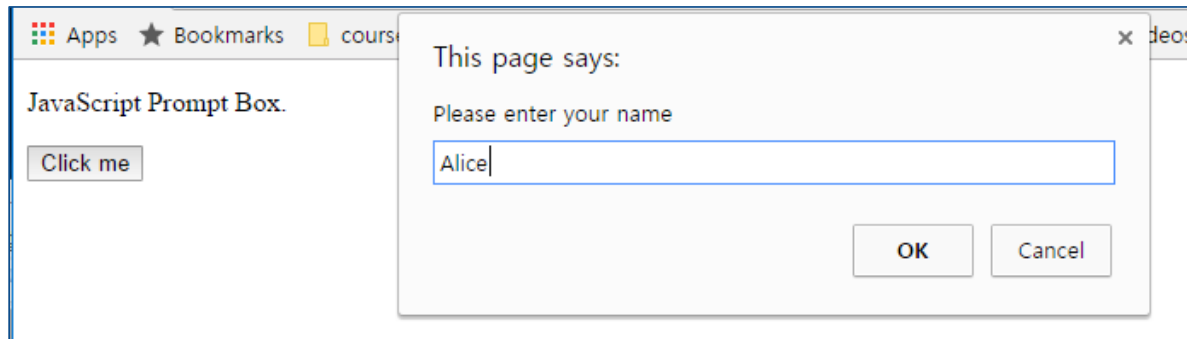 Apps Bookmarks course
deos
JavaScript Prompt Box.
Click me
This page says:
Please enter your name
Alice
OK Cancel